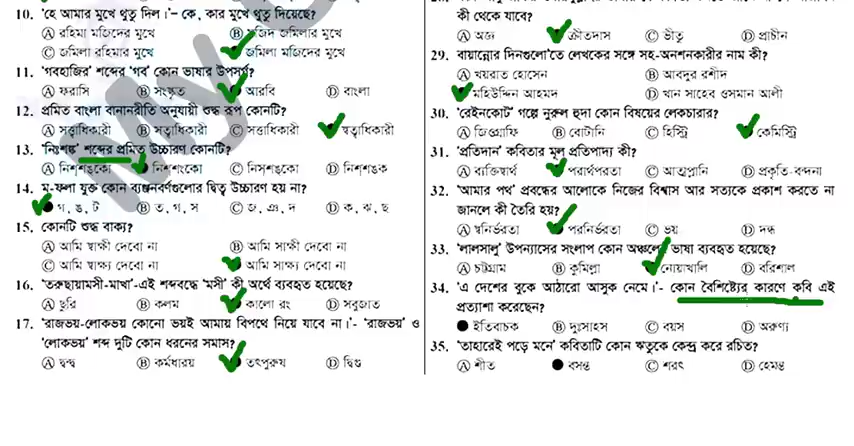 10. 'হে আমার মুখে থুতু দিল।'– কে, কার মুখে থুতু দিয়েছে?
Ⓐ রহিমা মজিদের মুখে Ⓑ মজিদ জমিলার মুখে
Ⓒ জমিলা রহিমার মুখে জমিলা মজিদের মুখে
11. 'গবহাজির' শব্দের 'গব' কোন ভাষার উপসর্গ?
Ⓐ ফরাসি Ⓑ সংস্কৃত আরবি Ⓓ বাংলা
12. প্রমিত বাংলা বানানরীতি অনুযায়ী শুদ্ধ রূপ কোনটি?
Ⓐ সত্ত্বাধিকারী Ⓑ সত্বাধিকারী Ⓒ সত্তাধিকারী স্বত্বাধিকারী
13. 'নিঃশঙ্ক' শব্দের প্রমিত উচ্চারণ কোনটি?
Ⓐ নিশ্‌শঙ্‌কো নিশ্‌শংকো Ⓒ নিস্‌শঙ্‌কো Ⓓ নিশ্‌শঙক
14. ম-ফলা যুক্ত কোন ব্যঞ্জনবর্ণগুলোর দ্বিত্ব উচ্চারণ হয় না?
গ, ঙ, ট Ⓑ ত, গ, স Ⓒ জ, ঞ, দ Ⓓ ক, ঝ, ছ
15. কোনটি শুদ্ধ বাক্য?
Ⓐ আমি স্বাক্ষী দেবো না Ⓑ আমি সাক্ষী দেবো না
Ⓒ আমি স্বাক্ষ্য দেবো না আমি সাক্ষ্য দেবো না
16. 'তরুছায়ামসী-মাখা'-এই শব্দবন্ধে 'মসী' কী অর্থে ব্যবহৃত হয়েছে?
Ⓐ ছুরি Ⓑ কলম কালো রং Ⓓ সবুজাত
17. 'রাজভয়-লোকভয় কোনো ভয়ই আমায় বিপথে নিয়ে যাবে না।'- 'রাজভয়' ও
'লোকভয়' শব্দ দুটি কোন ধরনের সমাস?
Ⓐ দ্বন্দ্ব Ⓑ কর্মধারয় তৎপুরুষ Ⓓ দ্বিগু
কী থেকে যাবে?
Ⓐ অজ্ঞ ক্রীতদাস Ⓒ ভীতু Ⓓ প্রাচীন
29. বায়ান্নোর দিনগুলো'তে লেখকের সঙ্গে সহ-অনশনকারীর নাম কী?
Ⓐ খয়রাত হোসেন Ⓑ আবদুর রশীদ
মহিউদ্দিন আহমদ Ⓓ খান সাহেব ওসমান আলী
30. 'রেইনকোট' গল্পে নুরুল হুদা কোন বিষয়ের লেকচারার?
Ⓐ জিওগ্রাফি Ⓑ বোটানি Ⓒ হিস্ট্রি কেমিস্ট্রি
31. 'প্রতিদান' কবিতার মূল প্রতিপাদ্য কী?
Ⓐ ব্যক্তিস্বার্থ পরার্থপরতা Ⓒ আত্মগ্লানি Ⓓ প্রকৃতি-বন্দনা
32. 'আমার পথ' প্রবন্ধের আলোকে নিজের বিশ্বাস আর সত্যকে প্রকাশ করতে না
জানলে কী তৈরি হয়?
Ⓐ স্বনির্ভরতা পরনির্ভরতা Ⓒ ভয় Ⓓ দম্ভ
33. 'লালসালু' উপন্যাসের সংলাপ কোন অঞ্চলের ভাষা ব্যবহৃত হয়েছে?
Ⓐ চট্টগ্রাম Ⓑ কুমিল্লা নোয়াখালি Ⓓ বরিশাল
34. 'এ দেশের বুকে আঠারো আসুক নেমে।'- কোন বৈশিষ্ট্যের কারণে কবি এই
প্রত্যাশা করেছেন?
ইতিবাচক Ⓑ দুঃসাহস Ⓒ বয়স Ⓓ অরুণ্য
35. 'তাহারেই পড়ে মনে' কবিতাটি কোন ঋতুকে কেন্দ্র করে রচিত?
Ⓐ শীত বসন্ত Ⓒ শরৎ Ⓓ হেমন্ত